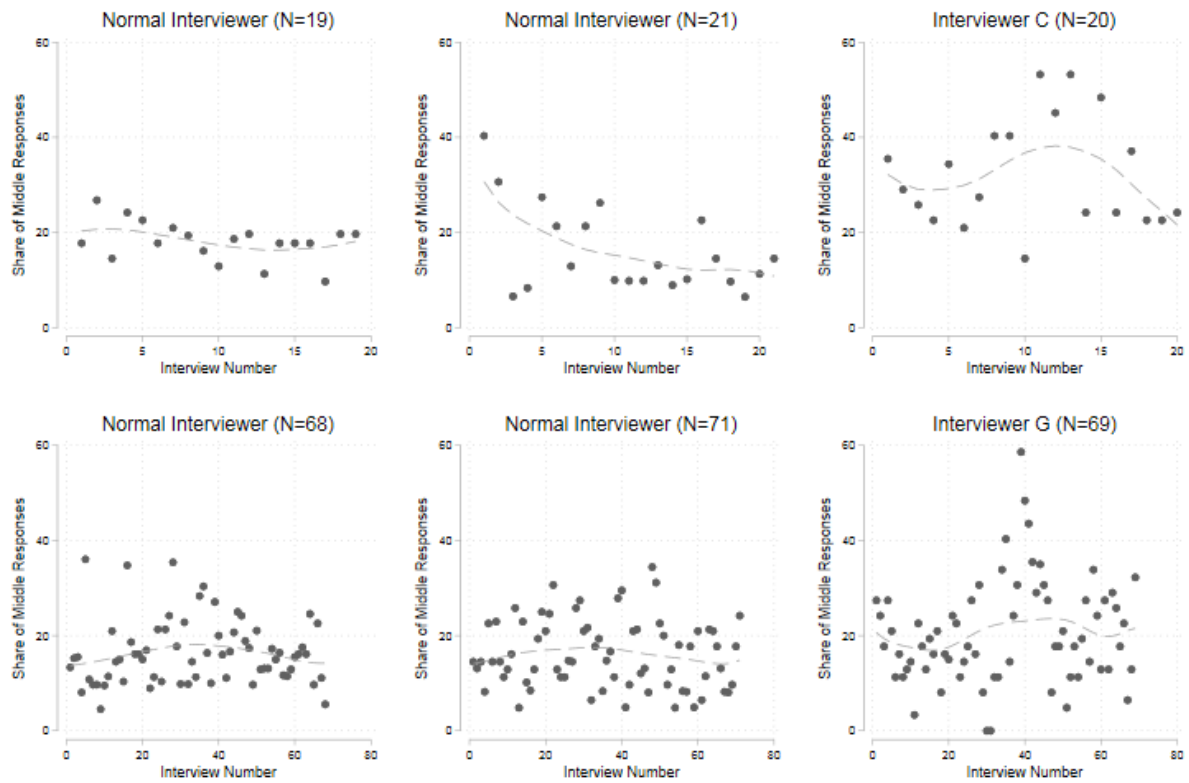 Normal Interviewer (N=19)
60
40
20
0
Share of Middle Responses
0 5 10 15 20
Interview Number
Normal Interviewer (N=21)
60
40
20
0
Share of Middle Responses
0 5 10 15 20
Interview Number
Interviewer C (N=20)
60
40
20
0
Share of Middle Responses
0 5 10 15 20
Interview Number
Normal Interviewer (N=68)
60
40
20
0
Share of Middle Responses
0 20 40 60 80
Interview Number
Normal Interviewer (N=71)
60
40
20
0
Share of Middle Responses
0 20 40 60 80
Interview Number
Interviewer G (N=69)
60
40
20
0
Share of Middle Responses
0 20 40 60 80
Interview Number